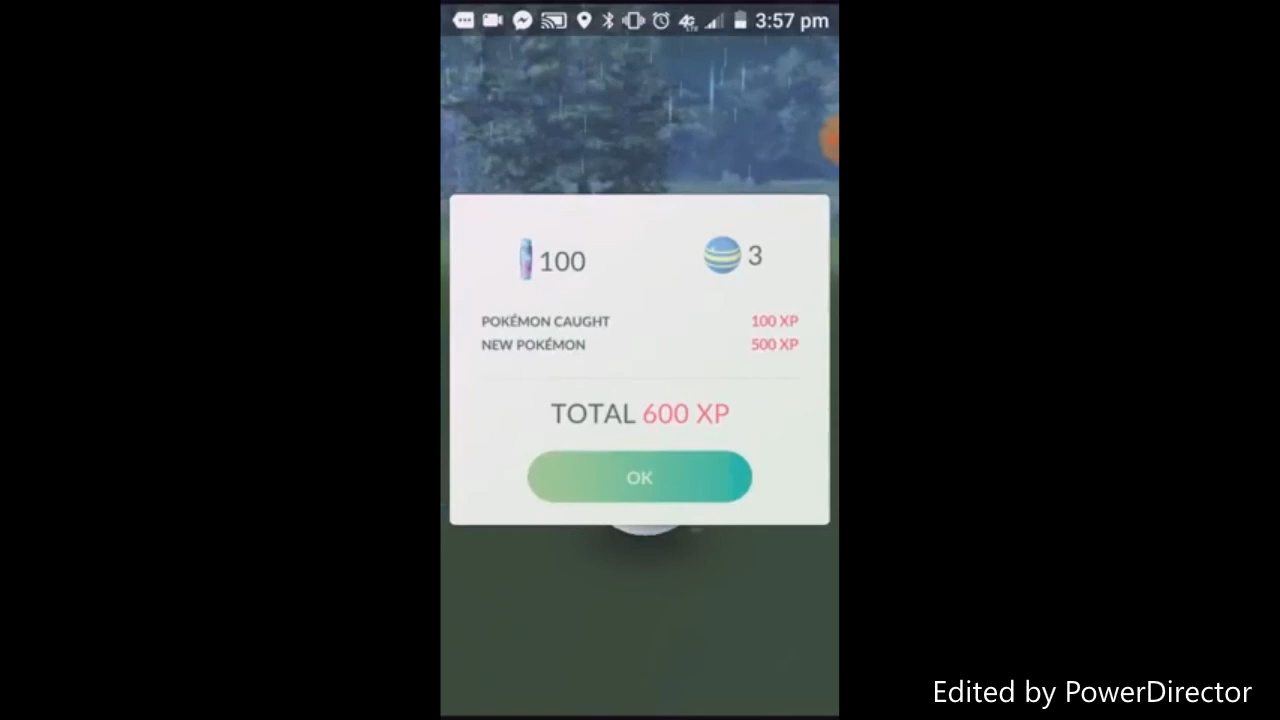 3:57 pm
100
3
POKÉMON CAUGHT 100 XP
NEW POKÉMON 500 XP
TOTAL 600 XP
OK
Edited by PowerDirector